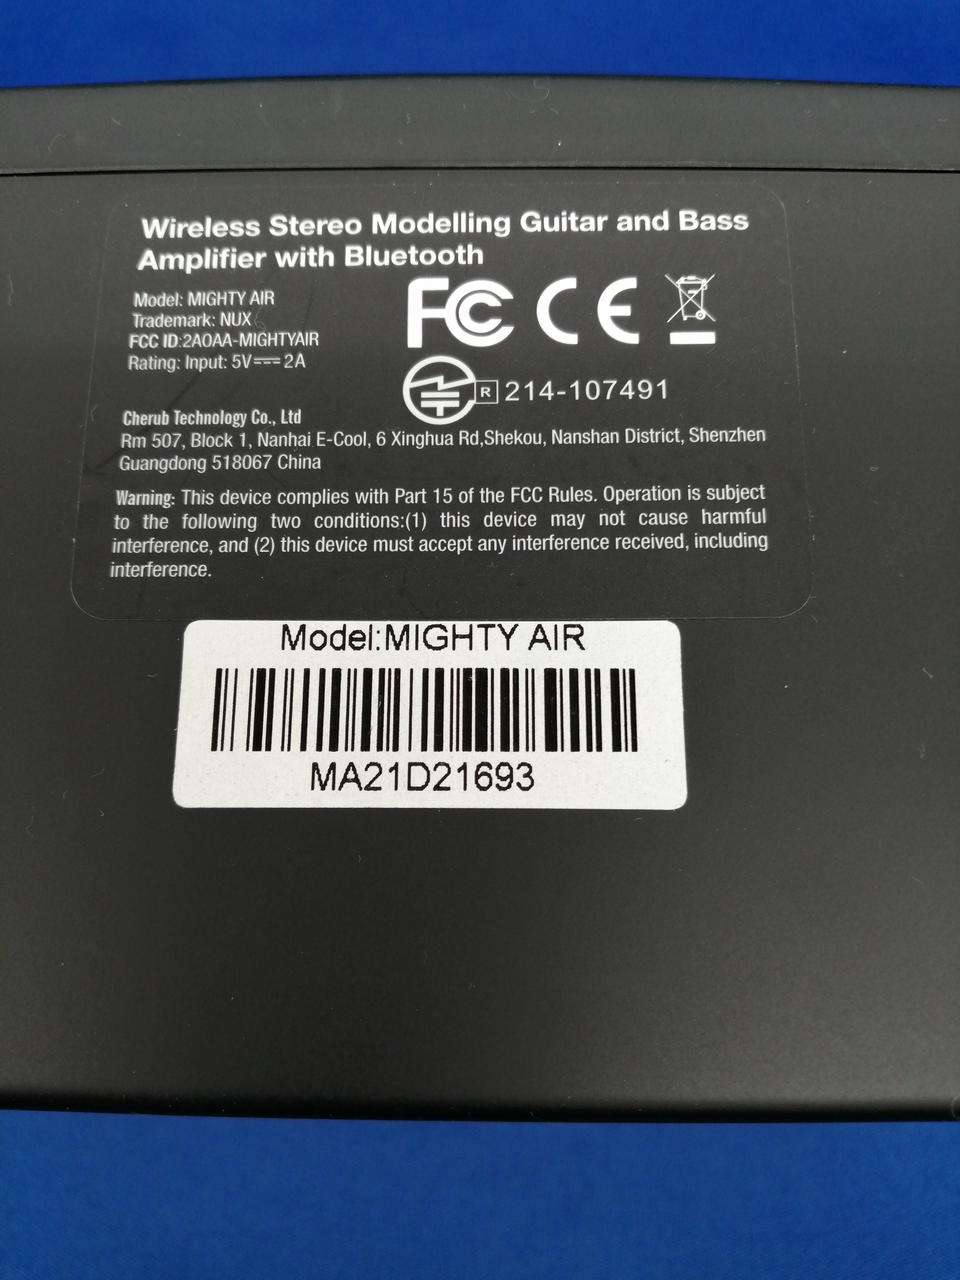 Wireless Stereo Modelling Guitar and Bass
Amplifier with Bluetooth
Model: MIGHTY AIR
Trademark: NUX
FCC ID:2AOAA-MIGHTYAIR
Rating: Input: 5V⎓2A
FC CE
R 214-107491
Cherub Technology Co., Ltd
Rm 507, Block 1, Nanhai E-Cool, 6 Xinghua Rd,Shekou, Nanshan District, Shenzhen
Guangdong 518067 China
Warning: This device complies with Part 15 of the FCC Rules. Operation is subject
to the following two conditions:(1) this device may not cause harmful
interference, and (2) this device must accept any interference received, including
interference.
Model:MIGHTY AIR
MA21D21693